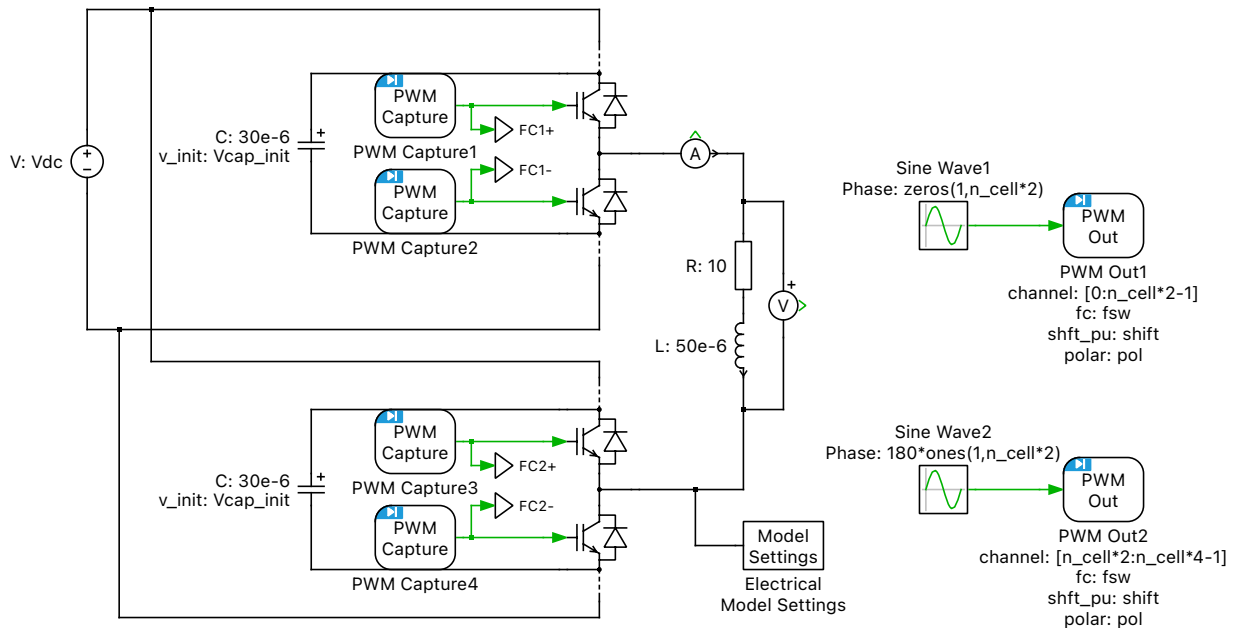 V: Vdc
+
−
C: 30e-6
v_init: Vcap_init
+
PWM
Capture
PWM Capture1
FC1+
PWM
Capture
PWM Capture2
FC1-
A
R: 10
L: 50e-6
+
V
Sine Wave1
Phase: zeros(1,n_cell*2)
PWM
Out
PWM Out1
channel: [0:n_cell*2-1]
fc: fsw
shft_pu: shift
polar: pol
C: 30e-6
v_init: Vcap_init
+
PWM
Capture
PWM Capture3
FC2+
PWM
Capture
PWM Capture4
FC2-
Model
Settings
Electrical
Model Settings
Sine Wave2
Phase: 180*ones(1,n_cell*2)
PWM
Out
PWM Out2
channel: [n_cell*2:n_cell*4-1]
fc: fsw
shft_pu: shift
polar: pol